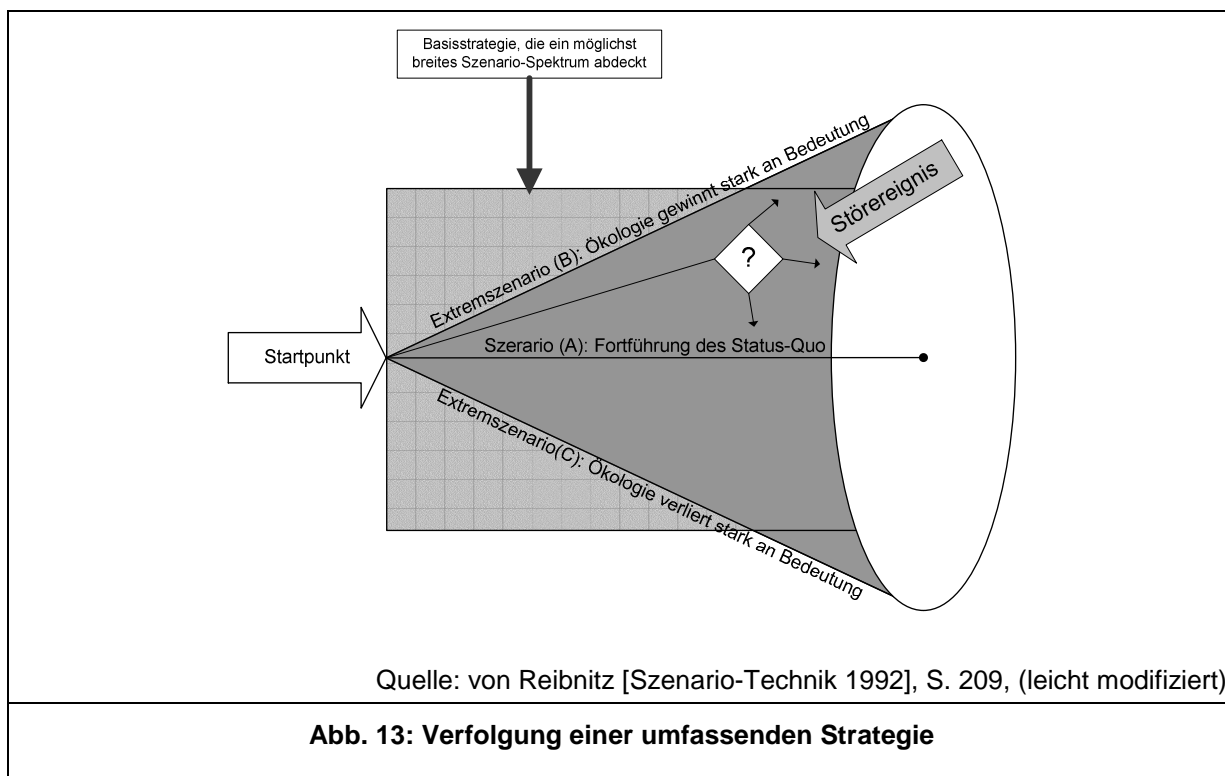 Basisstrategie, die ein möglichst
breites Szenario-Spektrum abdeckt
Extremszenario (B): Ökologie gewinnt stark an Bedeutung
Störereignis
?
Startpunkt
Szerario (A): Fortführung des Status-Quo
Extremszenario(C): Ökologie verliert stark an Bedeutung
Quelle: von Reibnitz [Szenario-Technik 1992], S. 209, (leicht modifiziert)
Abb. 13: Verfolgung einer umfassenden Strategie